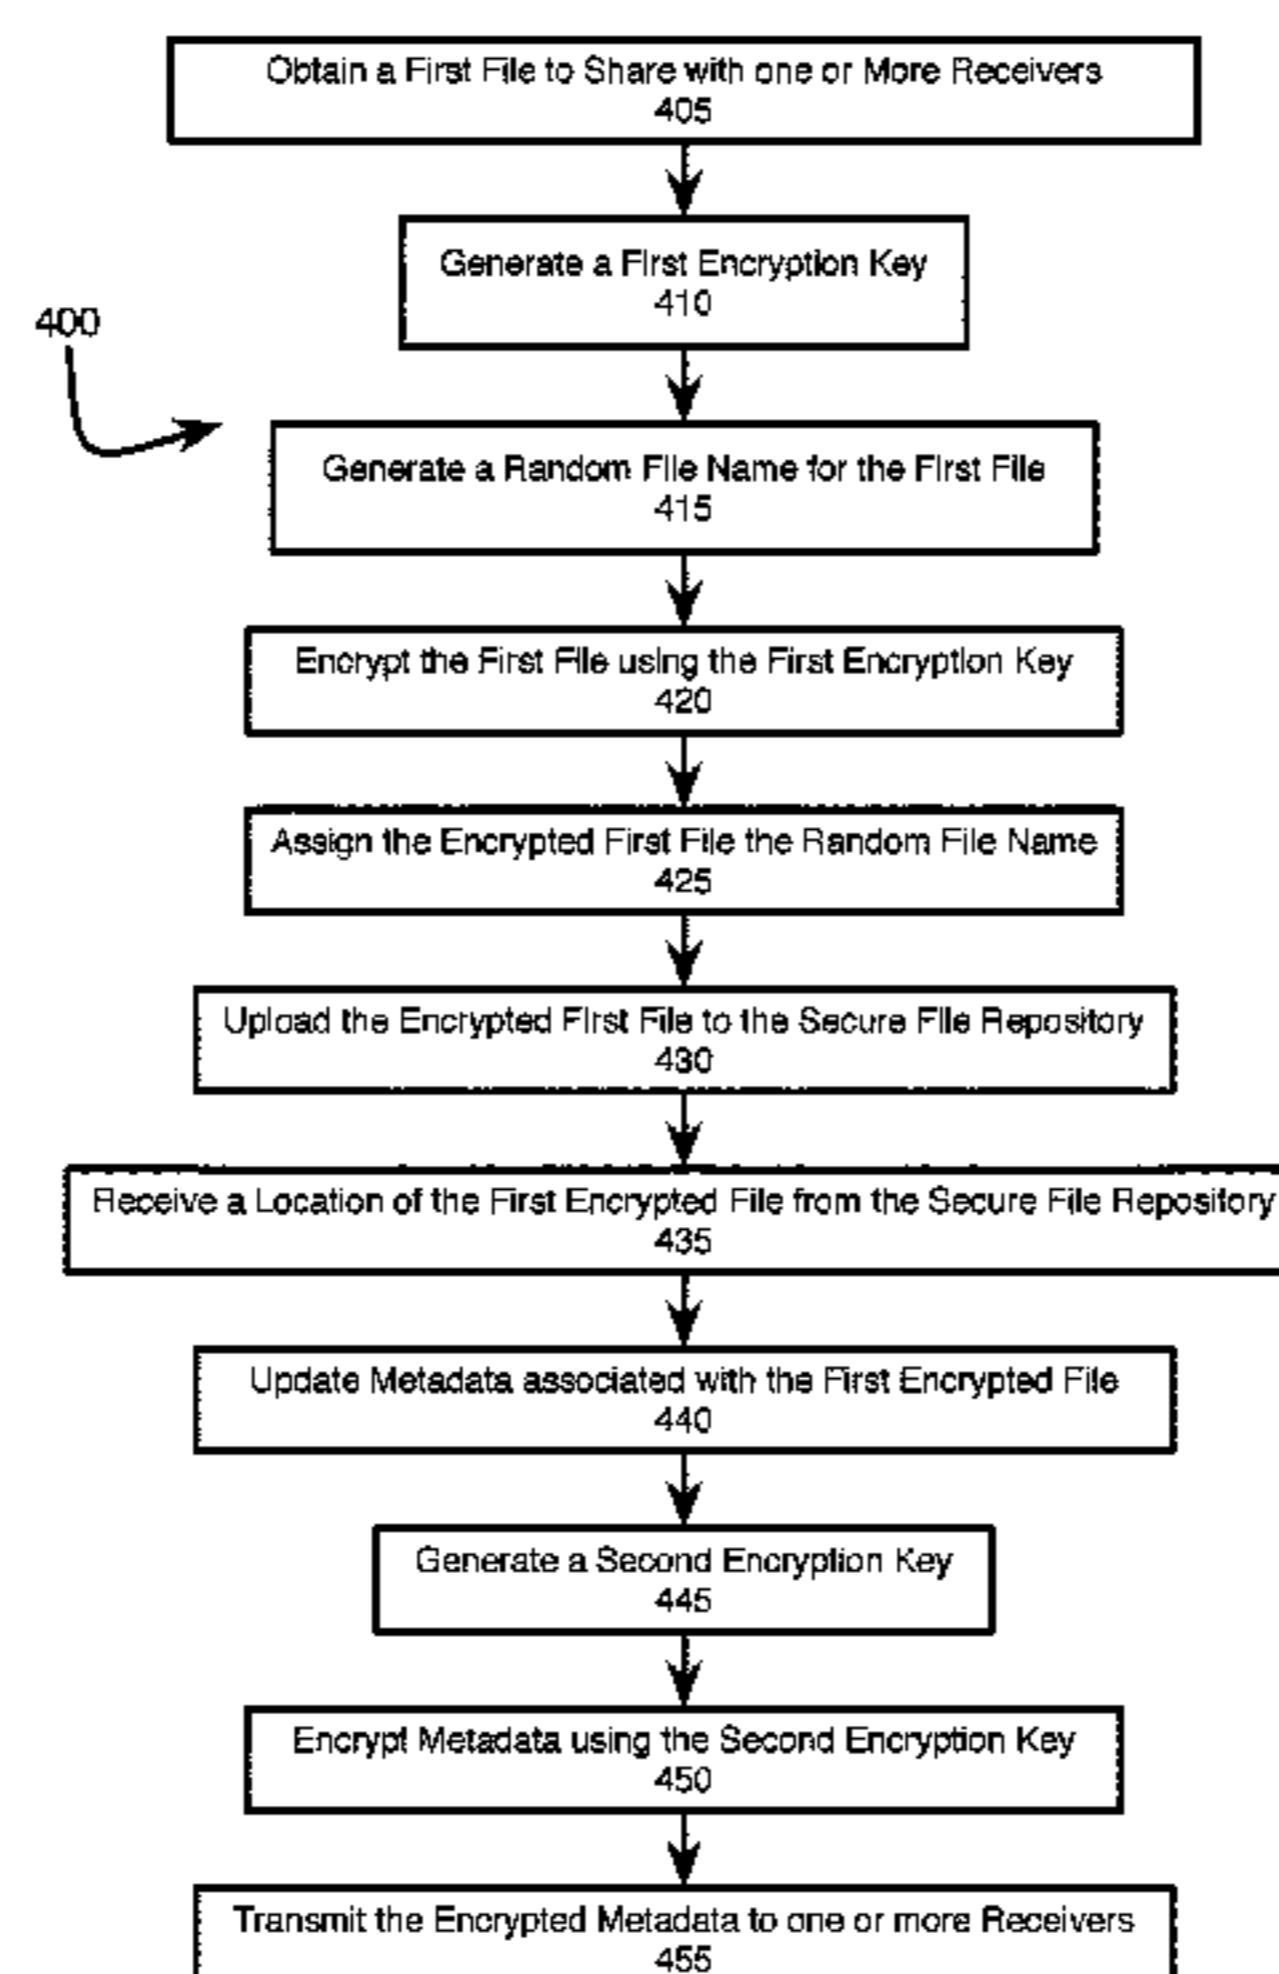 Obtain a First File to Share with one or More Receivers
405
Generate a First Encryption Key
410
400
Generate a Random File Name for the First File
415
Encrypt the First File using the First Encryption Key
420
Assign the Encrypted First File the Random File Name
425
Upload the Encrypted First File to the Secure File Repository
430
Receive a Location of the First Encrypted File from the Secure File Repository
435
Update Metadata associated with the First Encrypted File
440
Generate a Second Encryption Key
445
Encrypt Metadata using the Second Encryption Key
450
Transmit the Encrypted Metadata to one or more Receivers
455